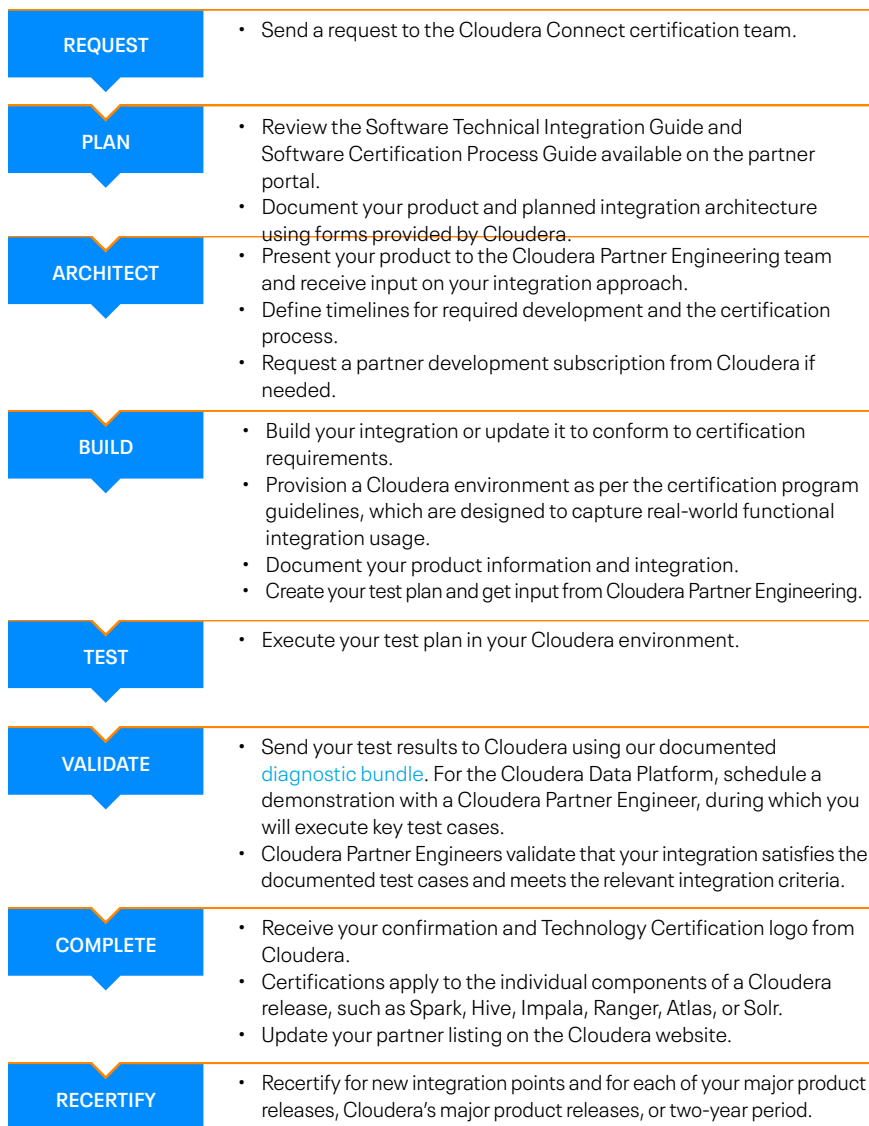 REQUEST
• Send a request to the Cloudera Connect certification team.
PLAN
• Review the Software Technical Integration Guide and
Software Certification Process Guide available on the partner
portal.
• Document your product and planned integration architecture
using forms provided by Cloudera.
ARCHITECT
• Present your product to the Cloudera Partner Engineering team
and receive input on your integration approach.
• Define timelines for required development and the certification
process.
• Request a partner development subscription from Cloudera if
needed.
BUILD
• Build your integration or update it to conform to certification
requirements.
• Provision a Cloudera environment as per the certification program
guidelines, which are designed to capture real-world functional
integration usage.
• Document your product information and integration.
• Create your test plan and get input from Cloudera Partner Engineering.
TEST
• Execute your test plan in your Cloudera environment.
VALIDATE
• Send your test results to Cloudera using our documented
diagnostic bundle. For the Cloudera Data Platform, schedule a
demonstration with a Cloudera Partner Engineer, during which you
will execute key test cases.
• Cloudera Partner Engineers validate that your integration satisfies the
documented test cases and meets the relevant integration criteria.
COMPLETE
• Receive your confirmation and Technology Certification logo from
Cloudera.
• Certifications apply to the individual components of a Cloudera
release, such as Spark, Hive, Impala, Ranger, Atlas, or Solr.
• Update your partner listing on the Cloudera website.
RECERTIFY
• Recertify for new integration points and for each of your major product
releases, Cloudera’s major product releases, or two-year period.